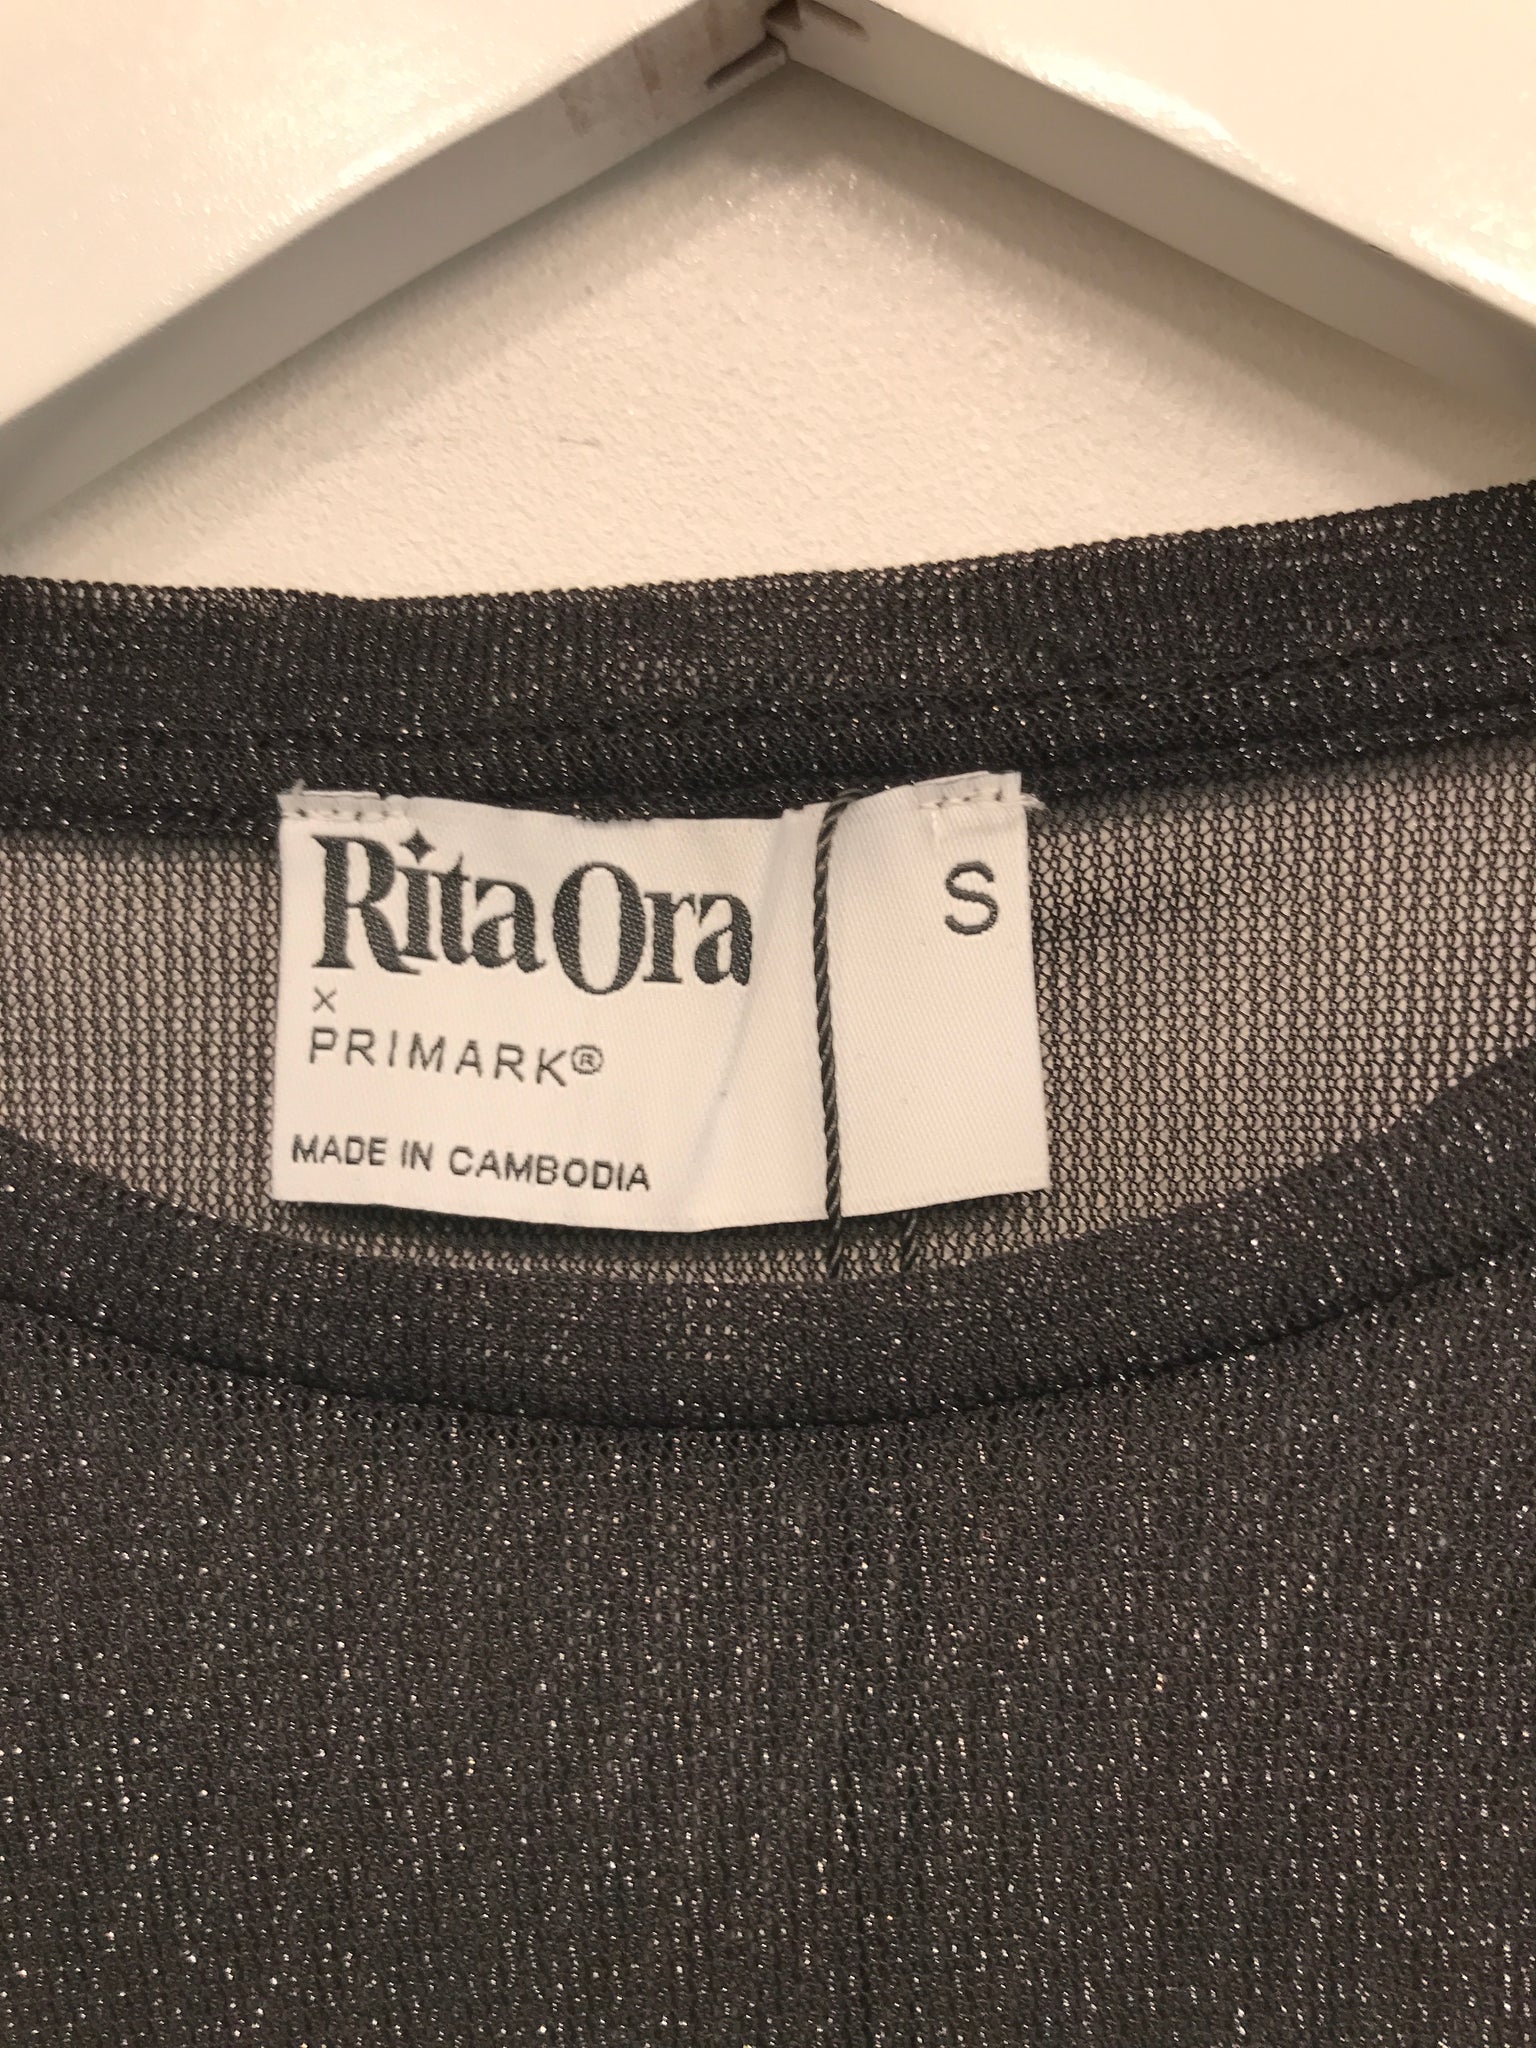 Rita Ora
×
PRIMARK®
MADE IN CAMBODIA
S